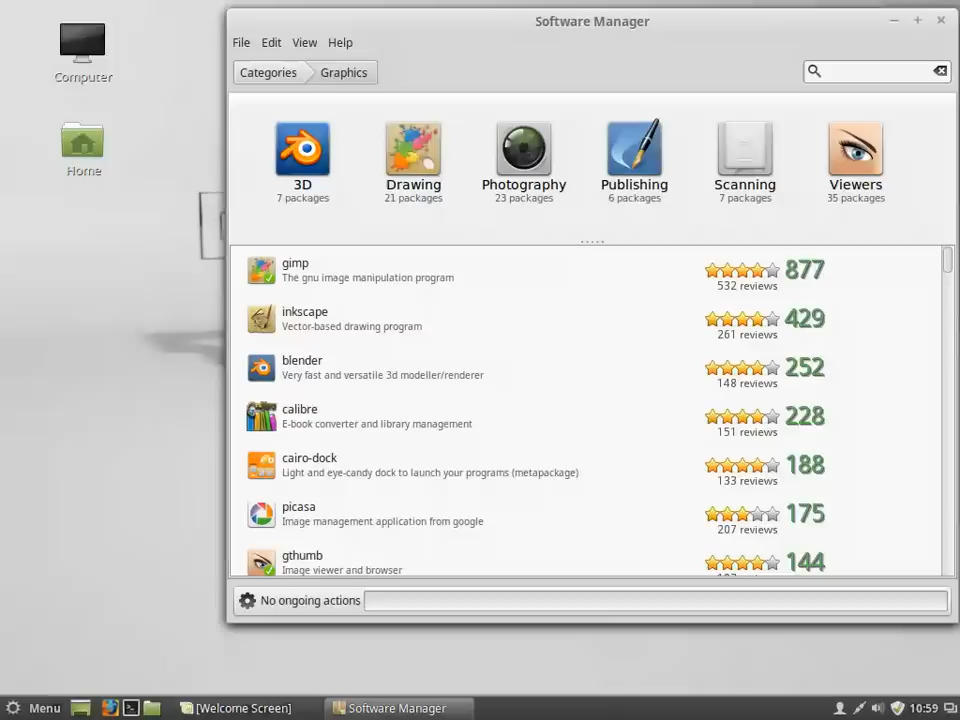 Software Manager
File Edit View Help
Computer
Categories Graphics
Home
3D Drawing Photography Publishing Scanning Viewers
7 packages 21 packages 23 packages 6 packages 7 packages 35 packages
gimp
The gnu image manipulation program
877
532 reviews
inkscape
Vector-based drawing program
429
261 reviews
blender
Very fast and versatile 3d modeller/renderer
252
148 reviews
calibre
E-book converter and library management
228
151 reviews
cairo-dock
Light and eye-candy dock to launch your programs (metapackage)
188
133 reviews
picasa
Image management application from google
175
207 reviews
gthumb
Image viewer and browser
144
No ongoing actions
Menu [Welcome Screen] Software Manager 10:59